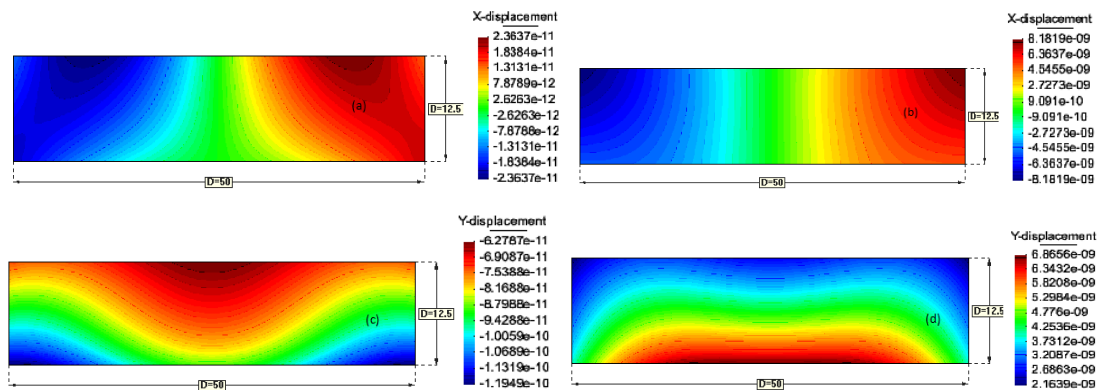 X-displacement
2.3637e-11
1.8384e-11
1.3131e-11
7.8789e-12
2.6263e-12
-2.6263e-12
-7.8788e-12
-1.3131e-11
-1.8384e-11
-2.3637e-11
(a)
D=12.5
D=50
X-displacement
8.1819e-09
6.3637e-09
4.5455e-09
2.7273e-09
9.091e-10
-9.091e-10
-2.7273e-09
-4.5455e-09
-6.3637e-09
-8.1819e-09
(b)
D=12.5
D=50
Y-displacement
-6.2787e-11
-6.9087e-11
-7.5388e-11
-8.1688e-11
-8.7988e-11
-9.4288e-11
-1.0059e-10
-1.0689e-10
-1.1319e-10
-1.1949e-10
(c)
D=12.5
D=50
Y-displacement
6.8656e-09
6.3432e-09
5.8208e-09
5.2984e-09
4.776e-09
4.2536e-09
3.7312e-09
3.2087e-09
2.6863e-09
2.1639e-09
(d)
D=12.5
D=50